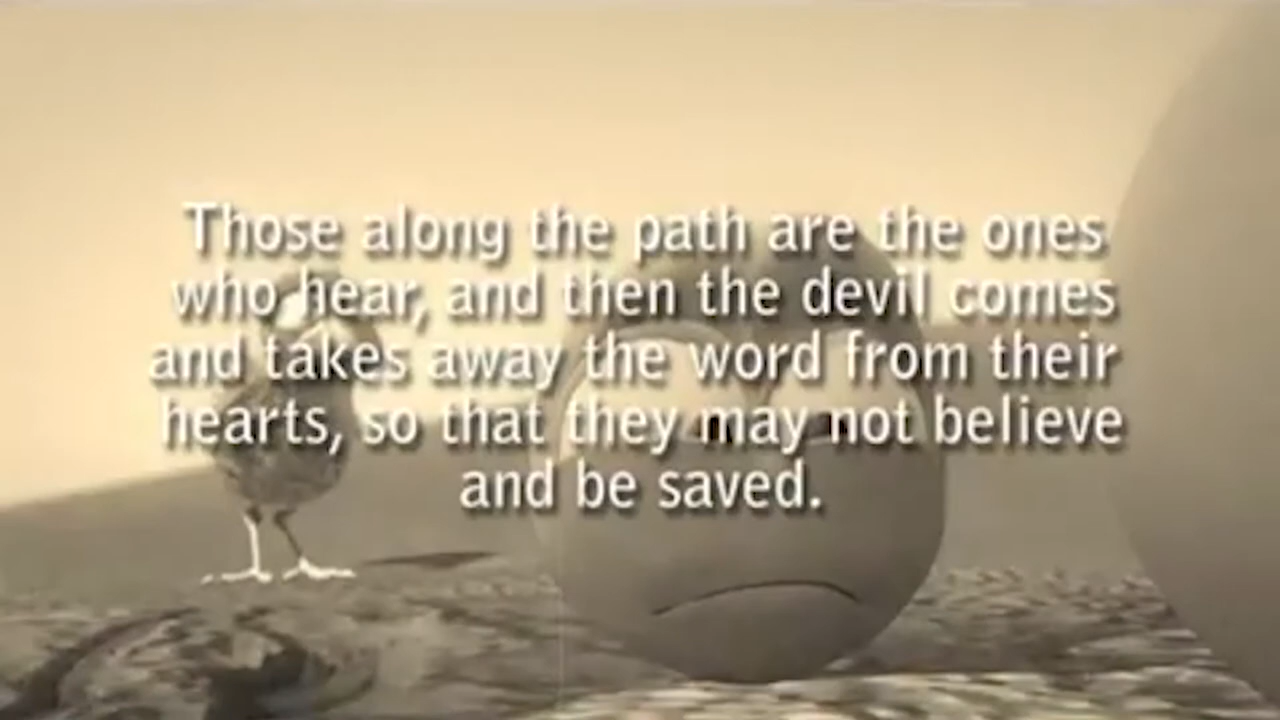 Those along the path are the ones
who hear, and then the devil comes
and takes away the word from their
hearts, so that they may not believe
and be saved.